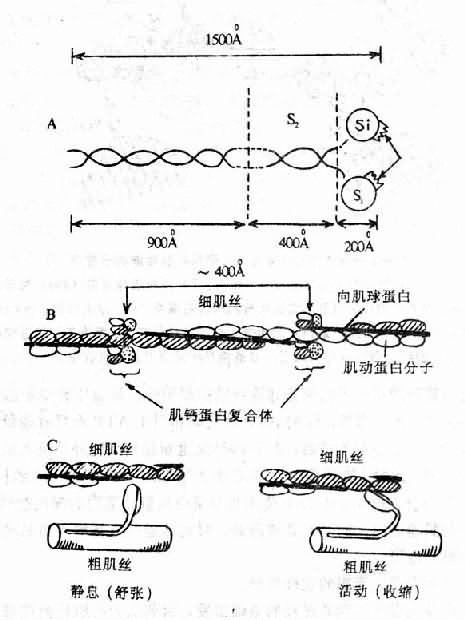 1500Å
A
S₂
Si
S₁
900Å
400Å
200Å
~400Å
细肌丝
B
向肌球蛋白
肌动蛋白分子
肌钙蛋白复合体
C
细肌丝
细肌丝
粗肌丝
粗肌丝
静息（舒张）
活动（收缩）